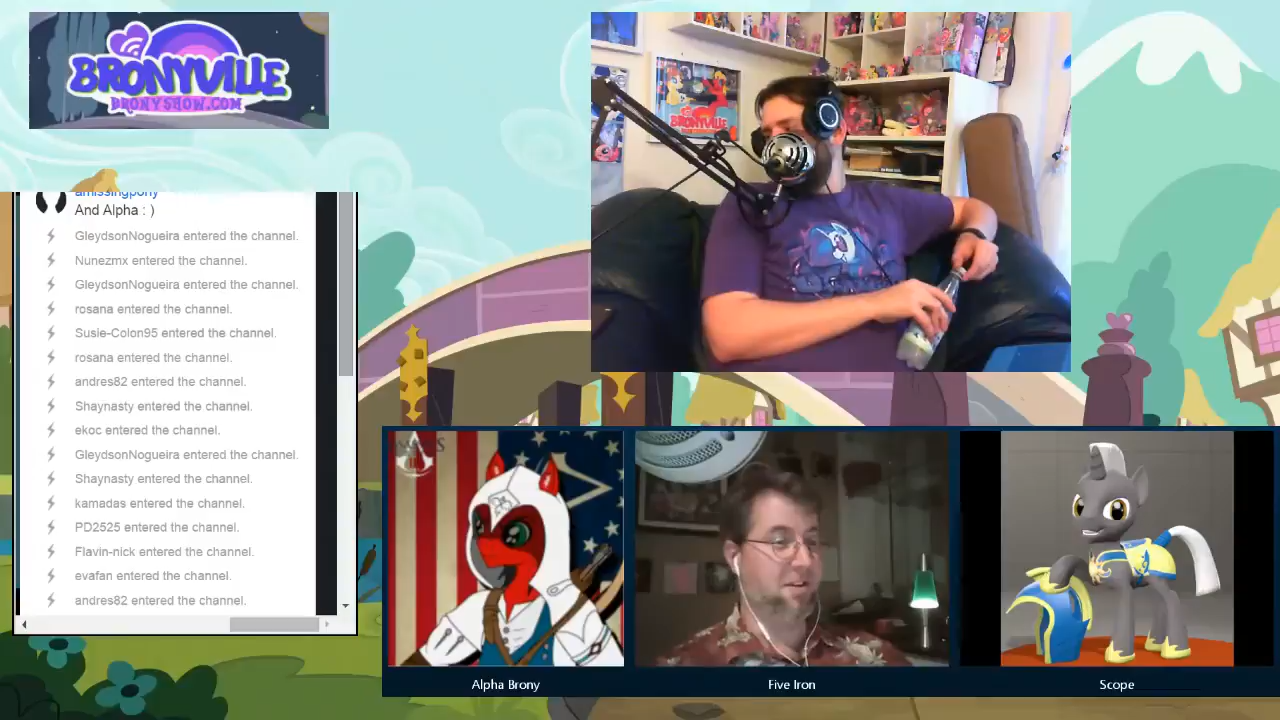 BRONYVILLE
BRONYSHOW.COM
amissingpony
And Alpha : )
GleydsonNogueira entered the channel.
Nunezmx entered the channel.
GleydsonNogueira entered the channel.
rosana entered the channel.
Susie-Colon95 entered the channel.
rosana entered the channel.
andres82 entered the channel.
Shaynasty entered the channel.
ekoc entered the channel.
GleydsonNogueira entered the channel.
Shaynasty entered the channel.
kamadas entered the channel.
PD2525 entered the channel.
Flavin-nick entered the channel.
evafan entered the channel.
andres82 entered the channel.
BRONYVILLE
Alpha Brony
Five Iron
Scope